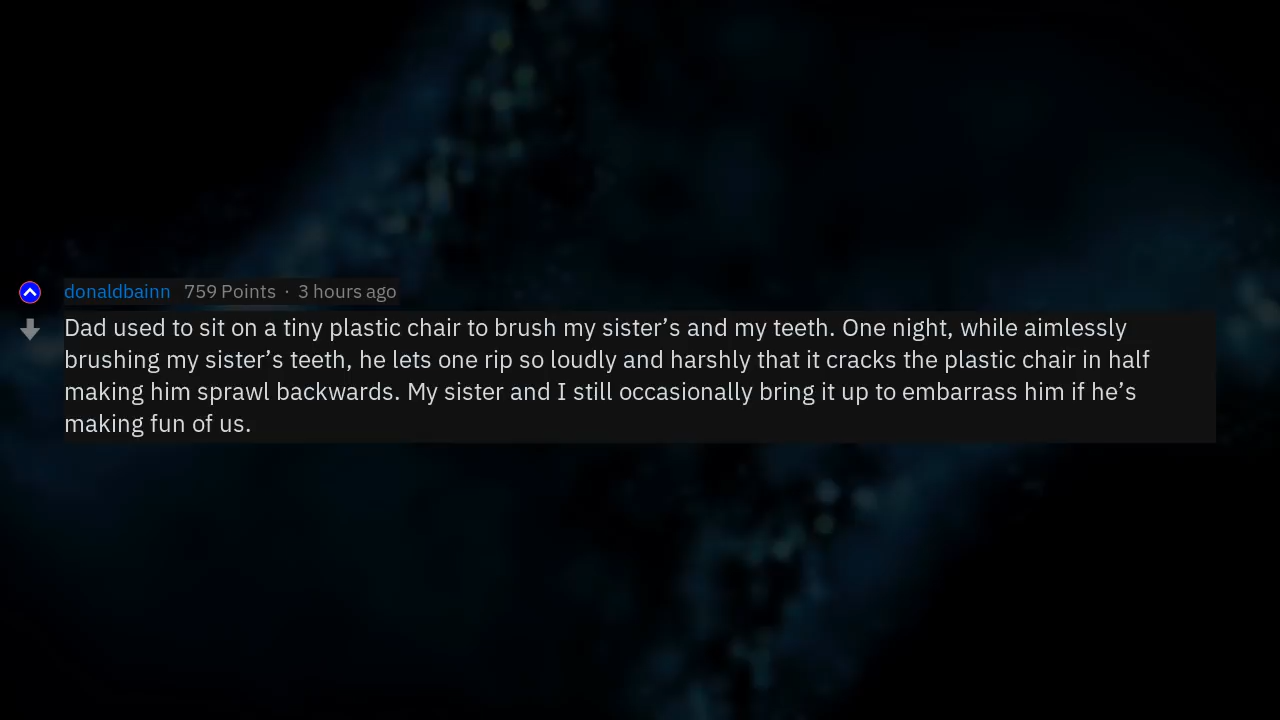 donaldbainn 759 Points · 3 hours ago
Dad used to sit on a tiny plastic chair to brush my sister’s and my teeth. One night, while aimlessly
brushing my sister’s teeth, he lets one rip so loudly and harshly that it cracks the plastic chair in half
making him sprawl backwards. My sister and I still occasionally bring it up to embarrass him if he’s
making fun of us.